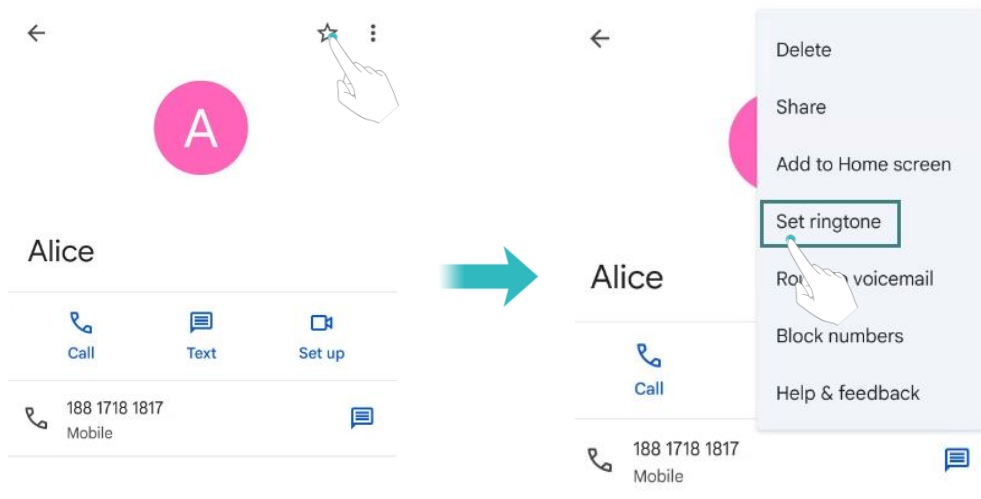 A
Alice
Call
Text
Set up
188 1718 1817
Mobile
Delete
Share
Add to Home screen
Set ringtone
voicemail
Block numbers
Help & feedback
Alice
Call
188 1718 1817
Mobile